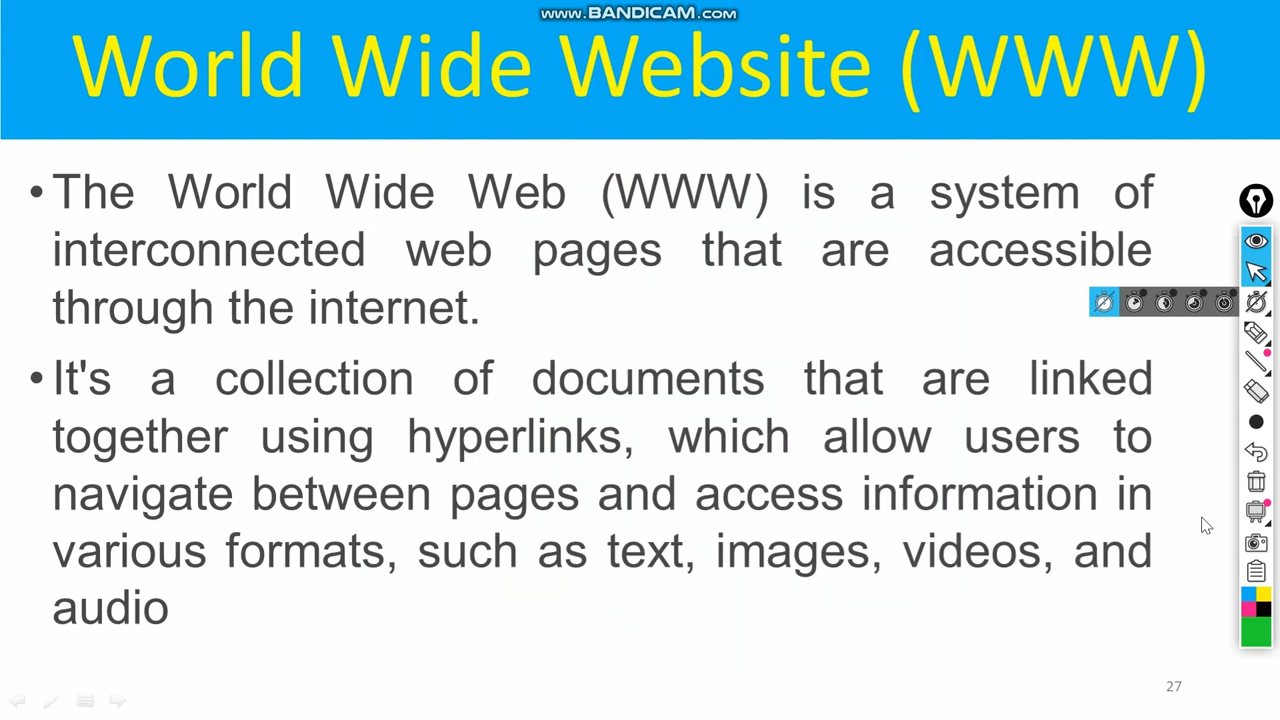 www.BANDICAM.com
World Wide Website (WWW)
• The World Wide Web (WWW) is a system of
interconnected web pages that are accessible
through the internet.
• It's a collection of documents that are linked
together using hyperlinks, which allow users to
navigate between pages and access information in
various formats, such as text, images, videos, and
audio
27